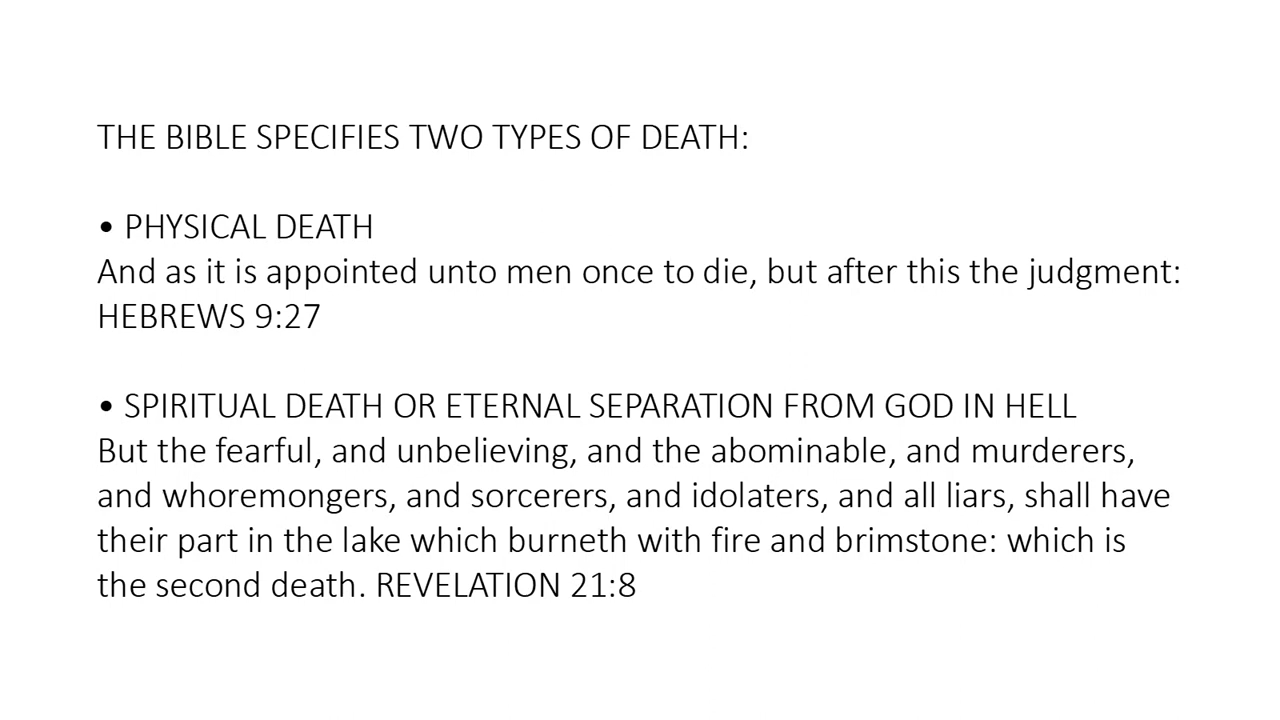 THE BIBLE SPECIFIES TWO TYPES OF DEATH:
• PHYSICAL DEATH
And as it is appointed unto men once to die, but after this the judgment:
HEBREWS 9:27
• SPIRITUAL DEATH OR ETERNAL SEPARATION FROM GOD IN HELL
But the fearful, and unbelieving, and the abominable, and murderers,
and whoremongers, and sorcerers, and idolaters, and all liars, shall have
their part in the lake which burneth with fire and brimstone: which is
the second death. REVELATION 21:8